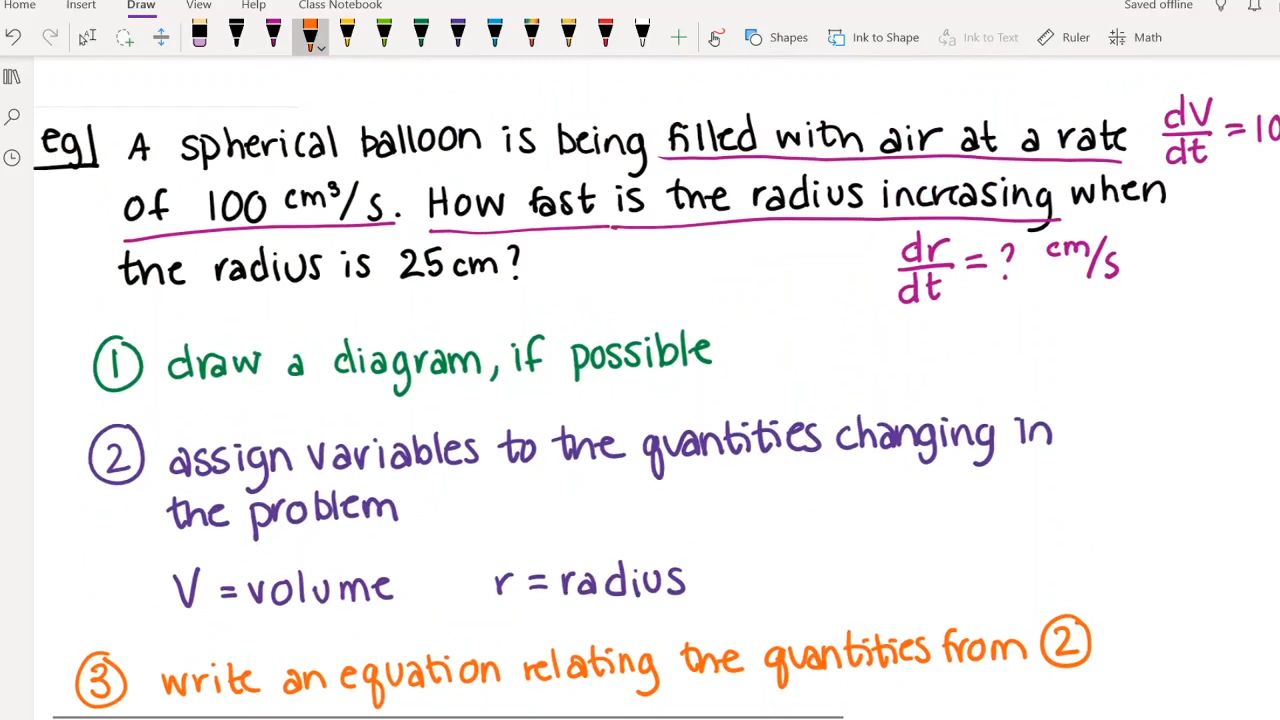 Home Insert Draw View Help Class Notebook Saved offline
Shapes Ink to Shape Ink to Text Ruler Math
eg1 A spherical balloon is being filled with air at a rate dV/dt = 10
of 100 cm³/s. How fast is the radius increasing when
the radius is 25cm? dr/dt = ? cm/s
① draw a diagram, if possible
② assign variables to the quantities changing in
the problem
V = volume r = radius
③ write an equation relating the quantities from ②